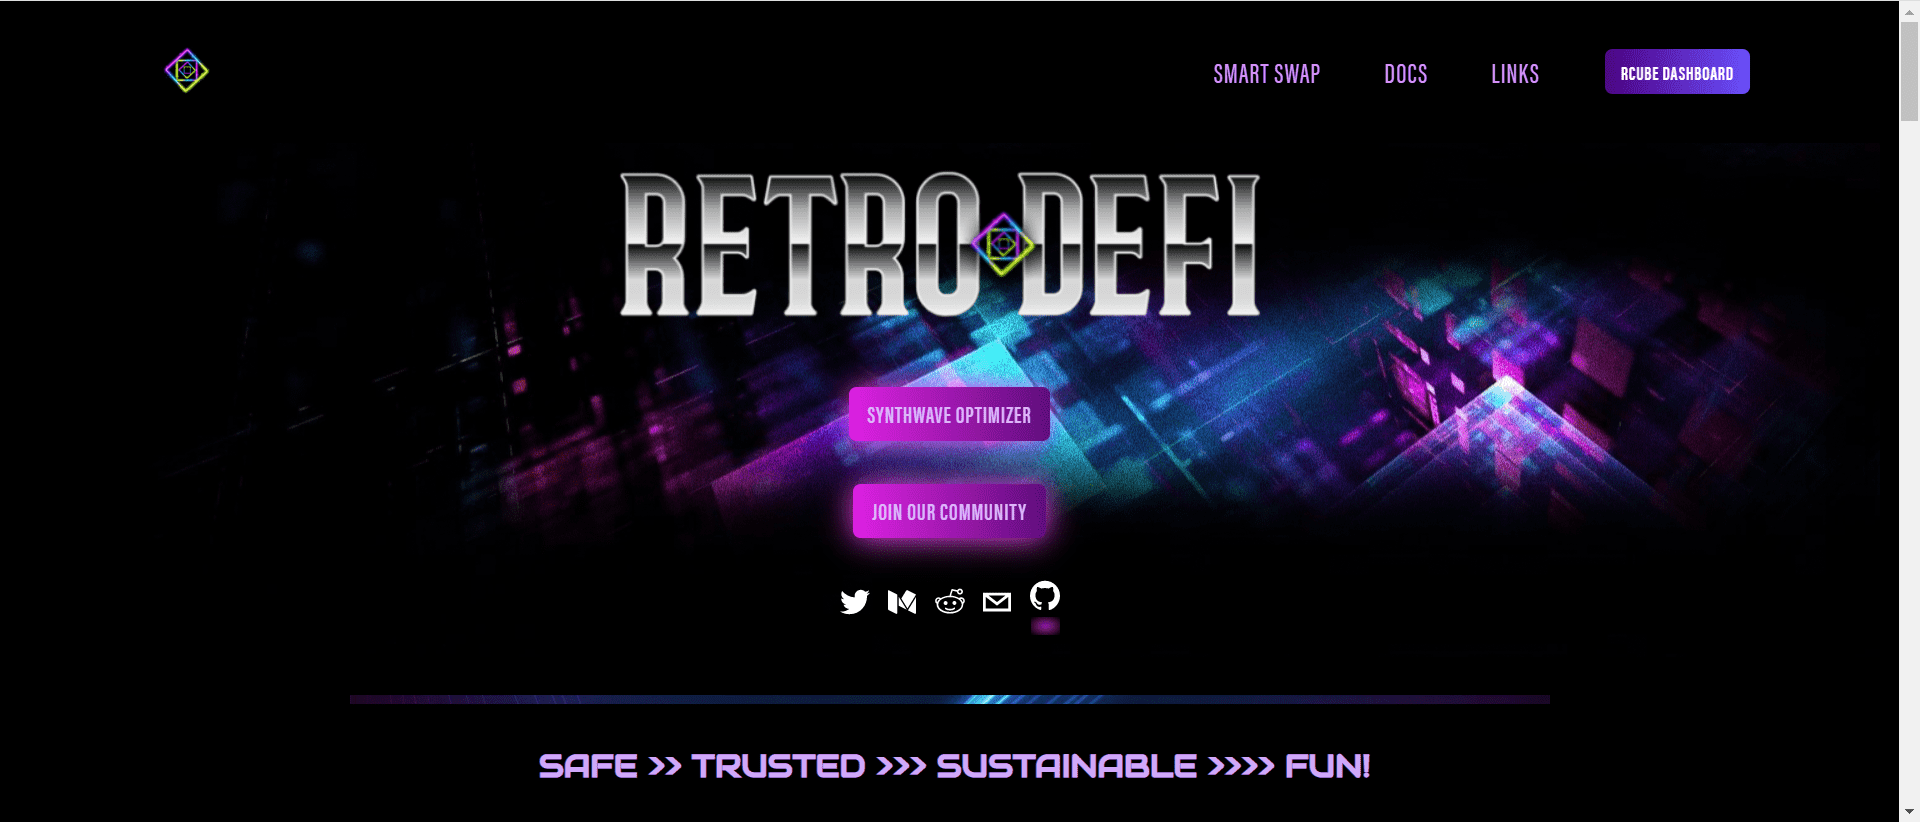 SMART SWAP
DOCS
LINKS
RCUBE DASHBOARD
RETRO DEFI
SYNTHWAVE OPTIMIZER
JOIN OUR COMMUNITY
SAFE >> TRUSTED >>> SUSTAINABLE >>>> FUN!